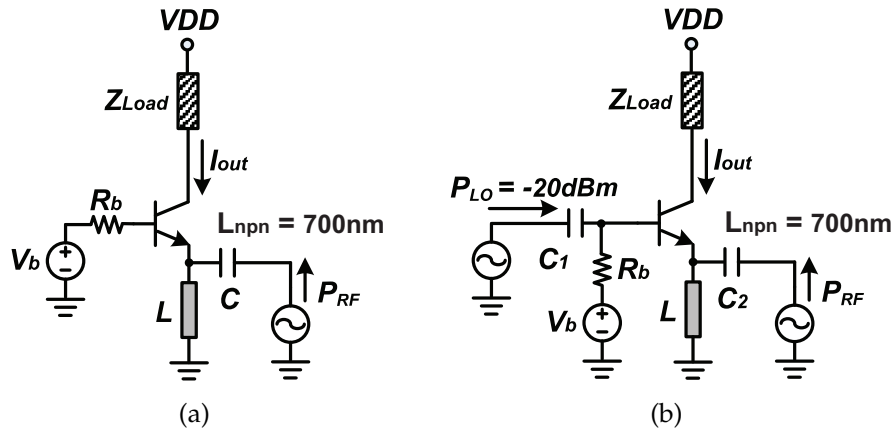 VDD
ZLoad
Iout
Rb
Lnpn = 700nm
Vb
L
C
PRF
(a)
VDD
ZLoad
Iout
PLO = -20dBm
Lnpn = 700nm
C1
Rb
C2
PRF
Vb
L
(b)